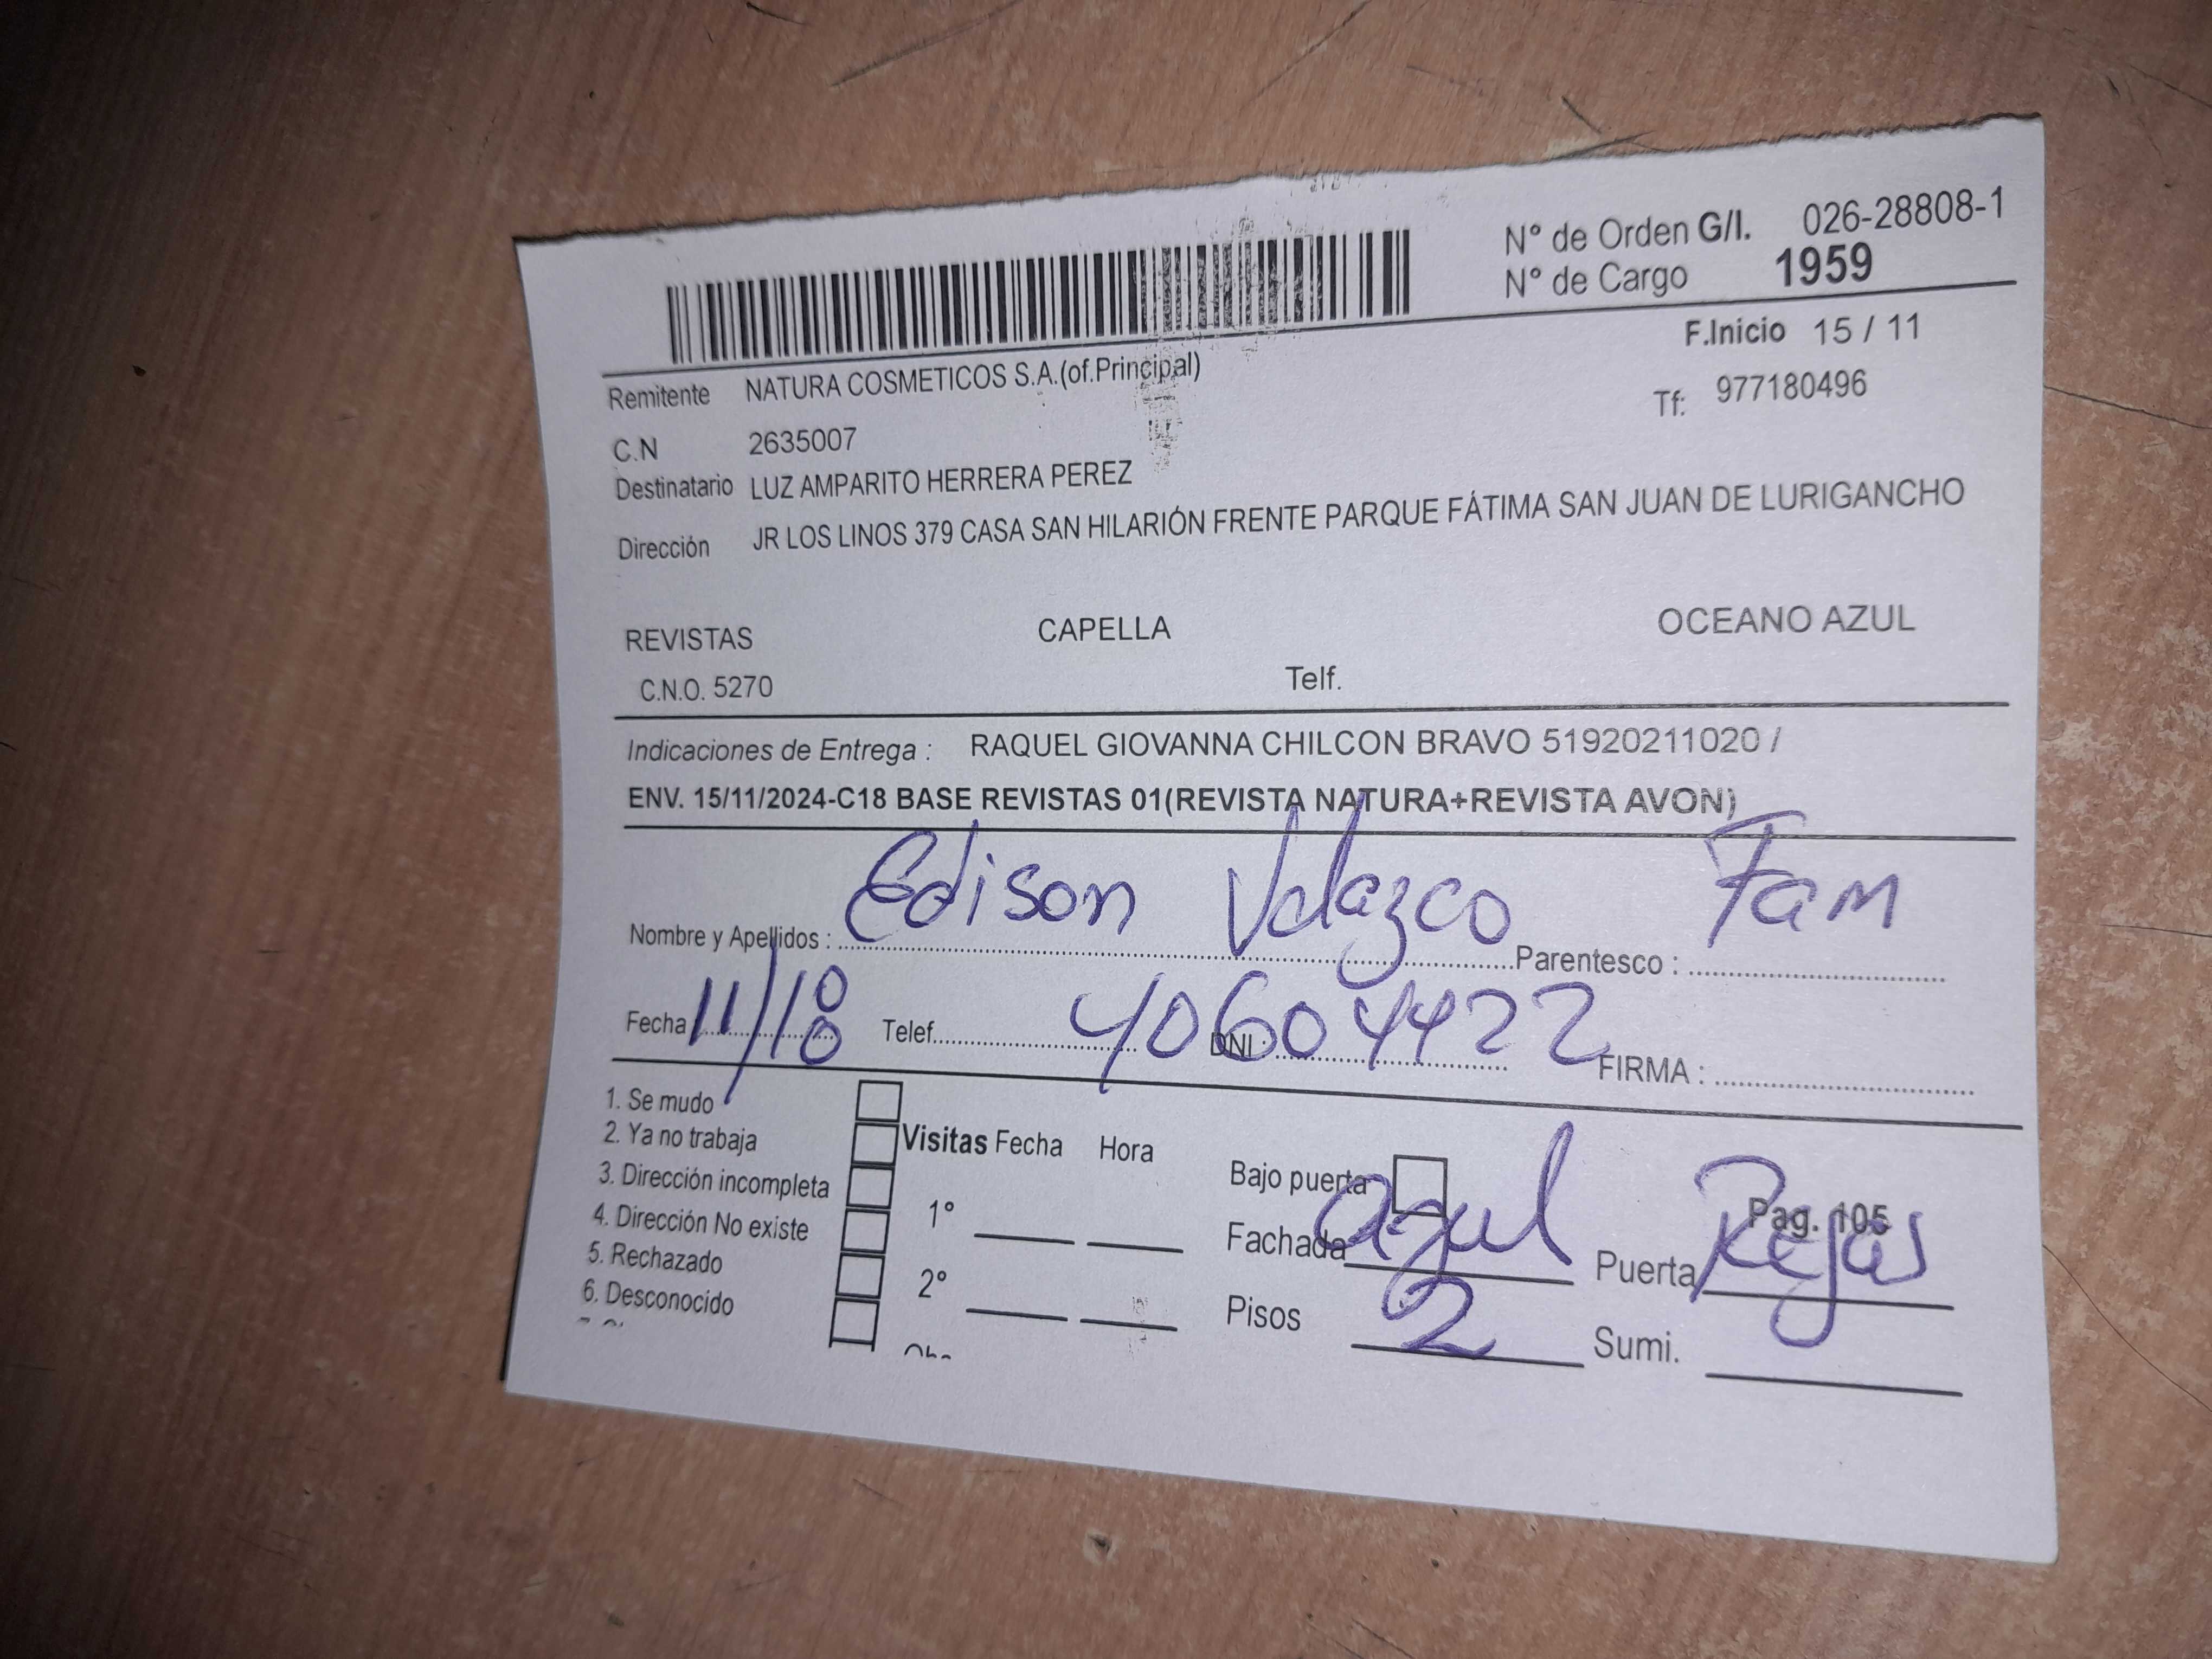 N° de Orden G/I. 026-28808-1
N° de Cargo 1959
F.Inicio 15 / 11
Remitente NATURA COSMETICOS S.A.(of.Principal)
Tf: 977180496
C.N 2635007
Destinatario LUZ AMPARITO HERRERA PEREZ
Dirección JR LOS LINOS 379 CASA SAN HILARIÓN FRENTE PARQUE FÁTIMA SAN JUAN DE LURIGANCHO
REVISTAS CAPELLA OCEANO AZUL
C.N.O. 5270 Telf.
Indicaciones de Entrega : RAQUEL GIOVANNA CHILCON BRAVO 51920211020 /
ENV. 15/11/2024-C18 BASE REVISTAS 01(REVISTA NATURA+REVISTA AVON)
Nombre y Apellidos : Edison Velazco Parentesco : Fam
Fecha 11/18 Telef. DNI : 40604422 FIRMA :
1. Se mudo
2. Ya no trabaja
3. Dirección incompleta
4. Dirección No existe
5. Rechazado
6. Desconocido
Visitas Fecha Hora
1°
2°
Bajo puerta
Pag. 105
Fachada azul Puerta Rejas
Pisos 2 Sumi.